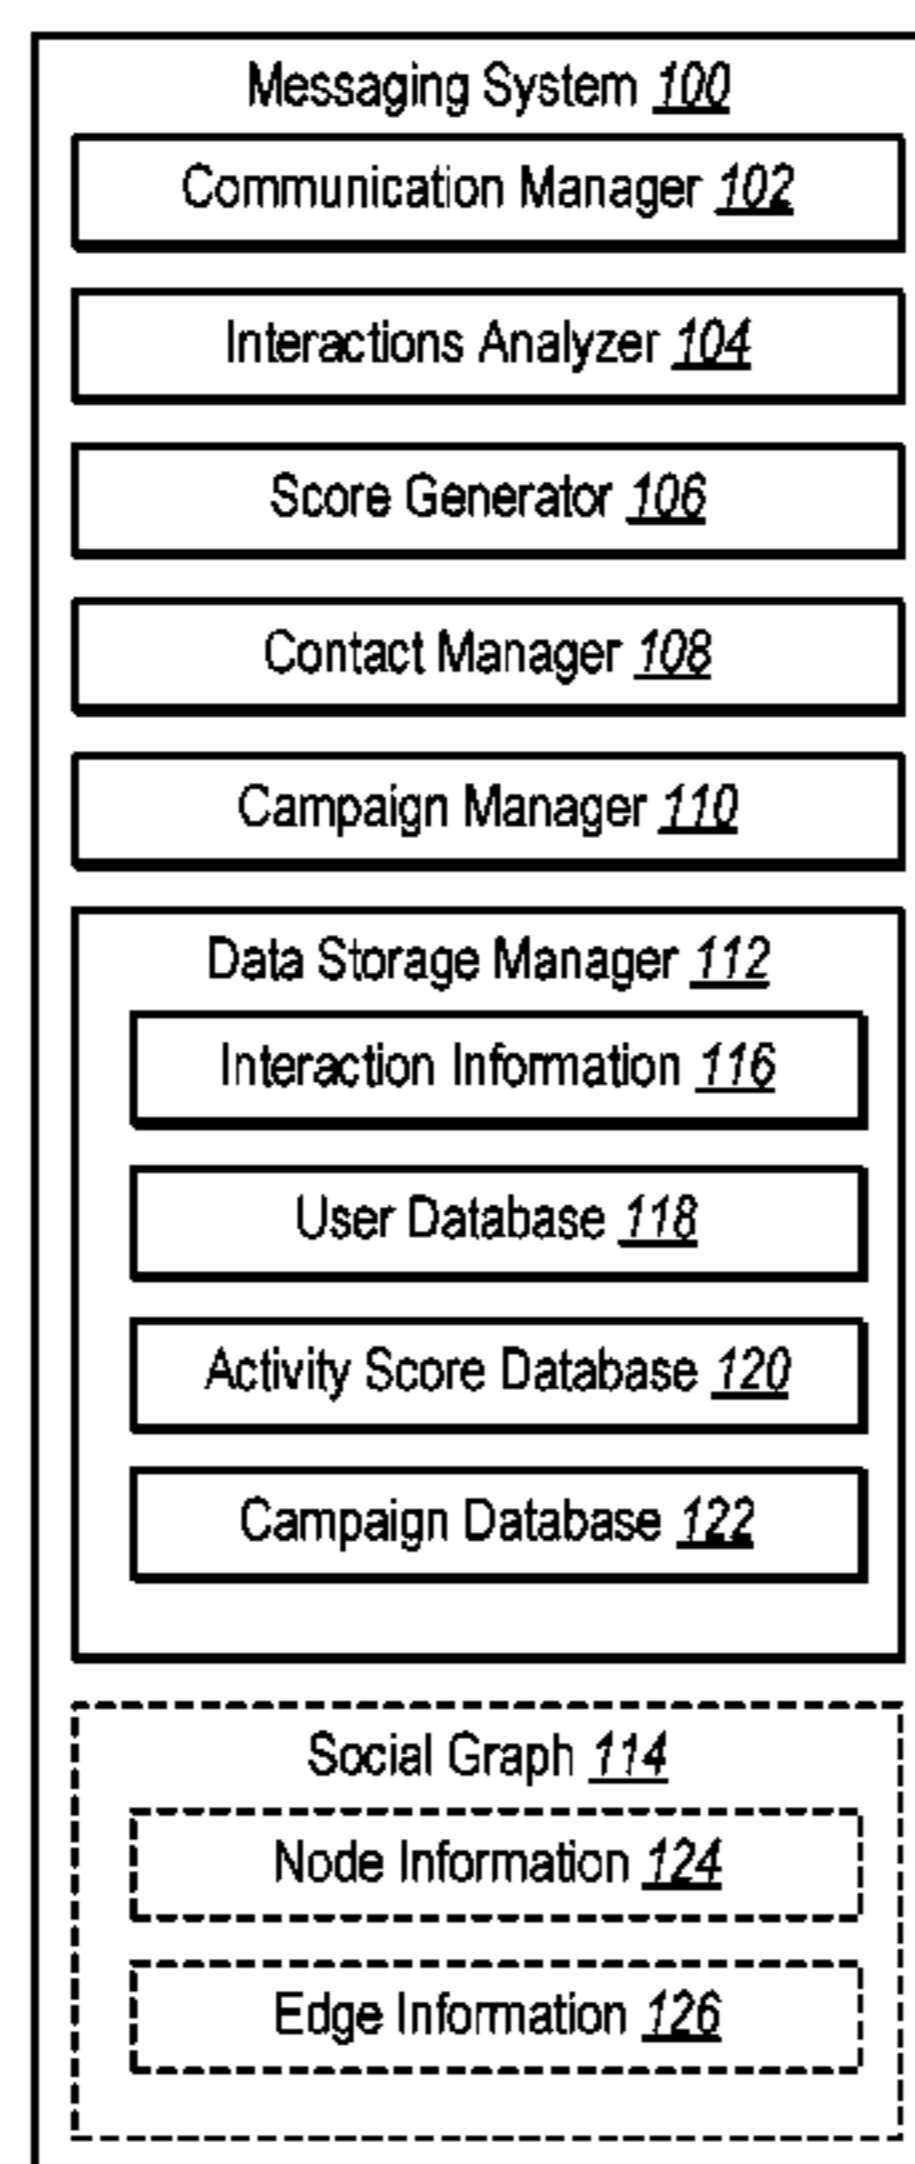 Messaging System 100
Communication Manager 102
Interactions Analyzer 104
Score Generator 106
Contact Manager 108
Campaign Manager 110
Data Storage Manager 112
Interaction Information 116
User Database 118
Activity Score Database 120
Campaign Database 122
Social Graph 114
Node Information 124
Edge Information 126